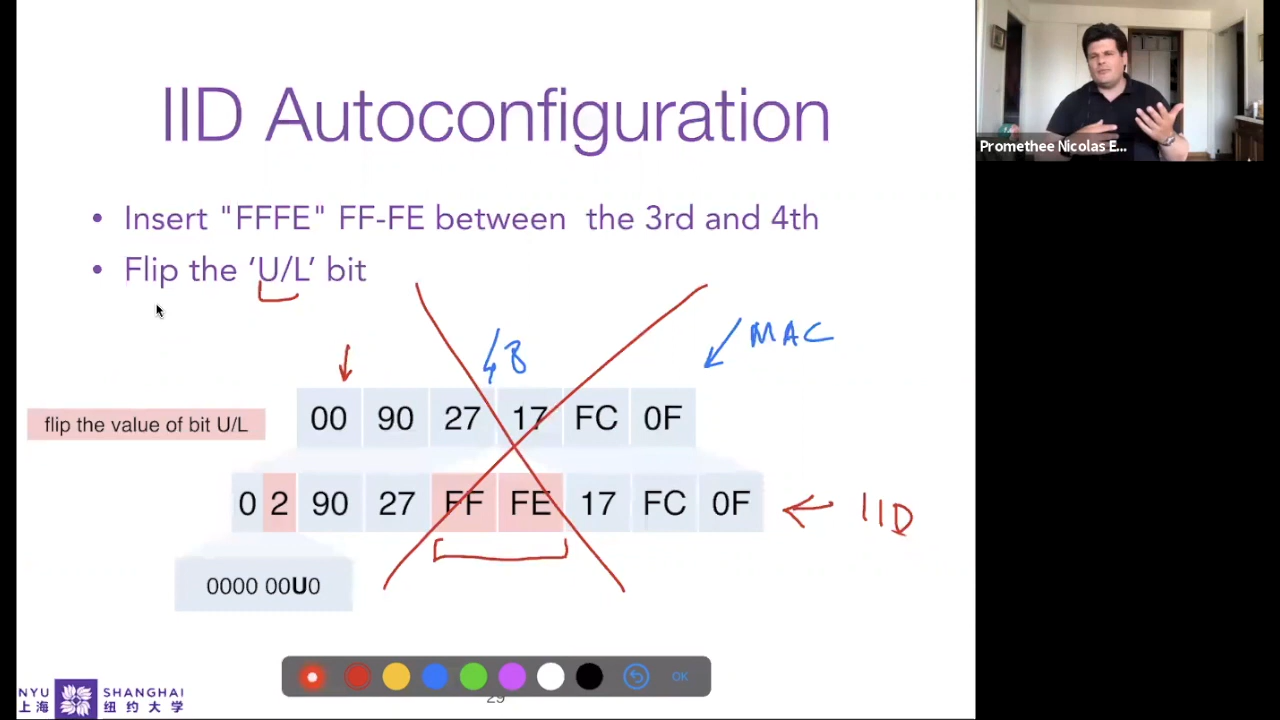 IID Autoconfiguration
Promethee Nicolas E...
• Insert "FFFE" FF-FE between the 3rd and 4th
• Flip the ‘U/L’ bit
48
MAC
flip the value of bit U/L
00 90 27 17 FC 0F
0 2 90 27 FF FE 17 FC 0F
IID
0000 00U0
OK
29
NYU SHANGHAI
上海 纽约大学